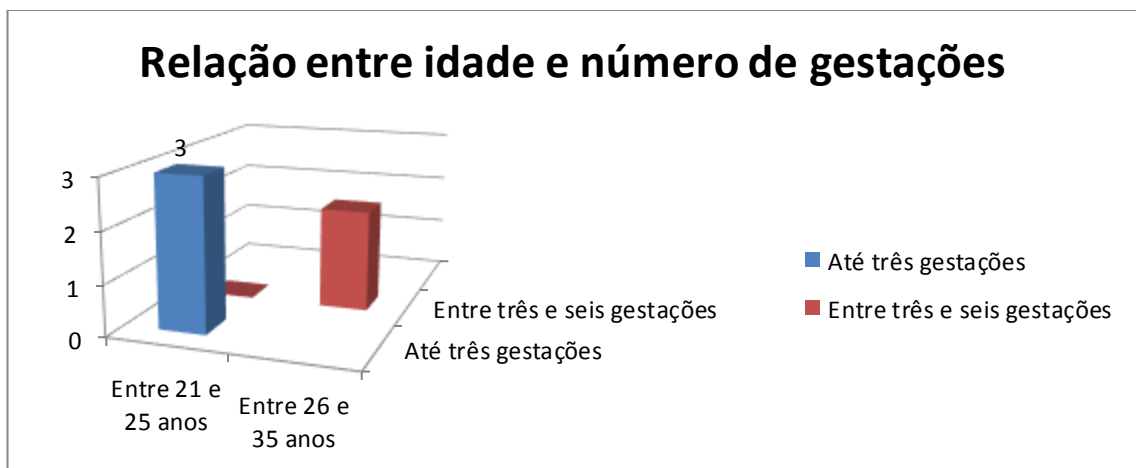 Relação entre idade e número de gestações
3
3
2
1
0
Entre 21 e
25 anos
Entre 26 e
35 anos
Entre três e seis gestações
Até três gestações
Até três gestações
Entre três e seis gestações